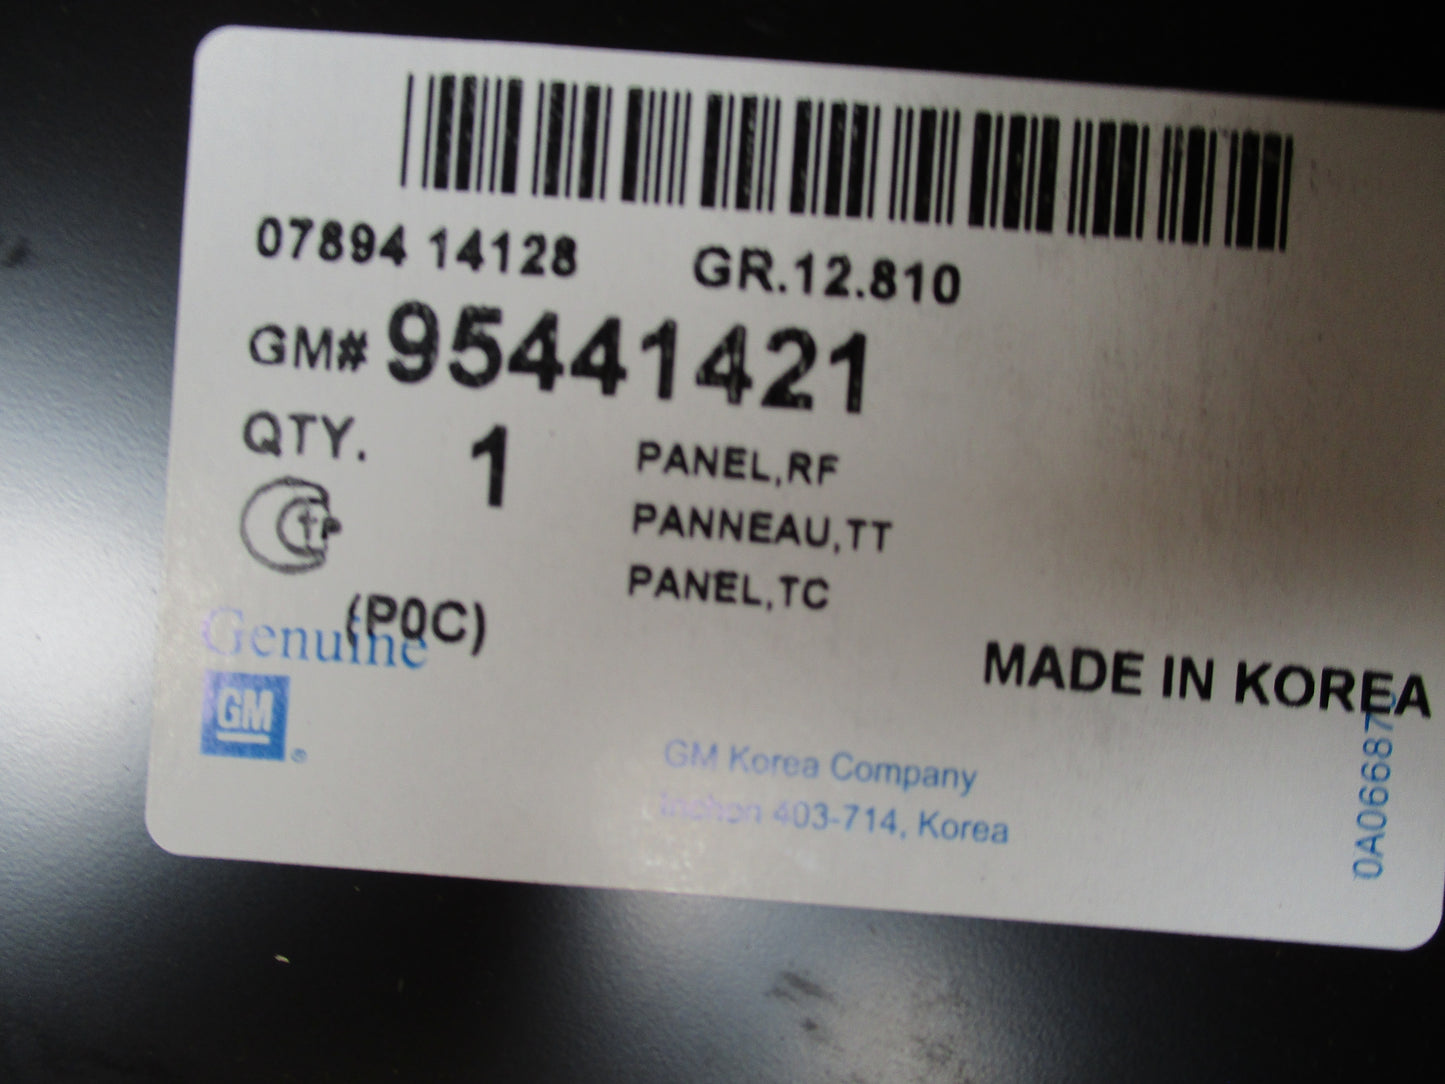 07894 14128 GR.12.810
GM# 95441421
QTY. 1
PANEL,RF
PANNEAU,TT
PANEL,TC
(P0C)
Genuine
GM
MADE IN KOREA
GM Korea Company
Inchon 403-714, Korea